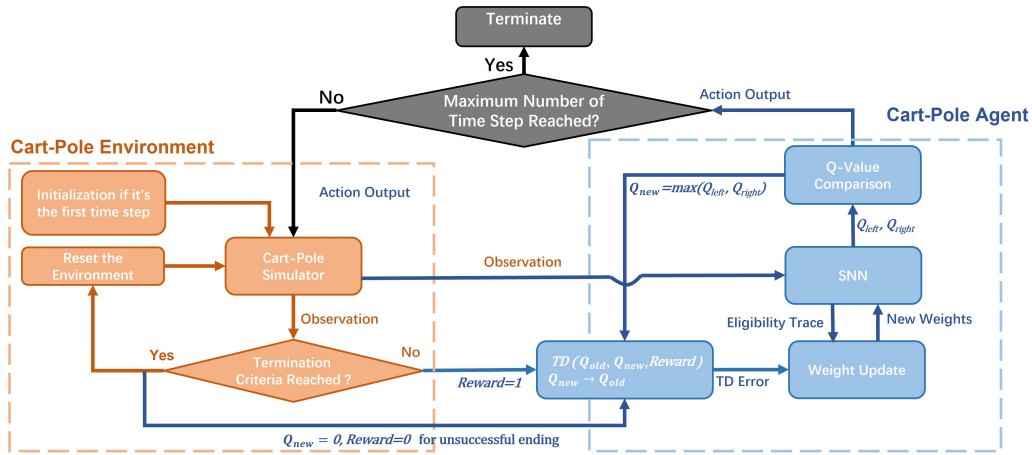 Terminate
Yes
No
Maximum Number of
Time Step Reached?
Action Output
Cart-Pole Agent
Cart-Pole Environment
Initialization if it's
the first time step
Action Output
Q_new=max(Q_left, Q_right)
Q-Value
Comparison
Q_left, Q_right
Reset the
Environment
Cart-Pole
Simulator
Observation
SNN
Observation
Eligibility Trace
New Weights
Yes
Termination
Criteria Reached ?
No
Reward=1
TD(Q_old, Q_new, Reward)
Q_new → Q_old
TD Error
Weight Update
Q_new = 0, Reward=0 for unsuccessful ending